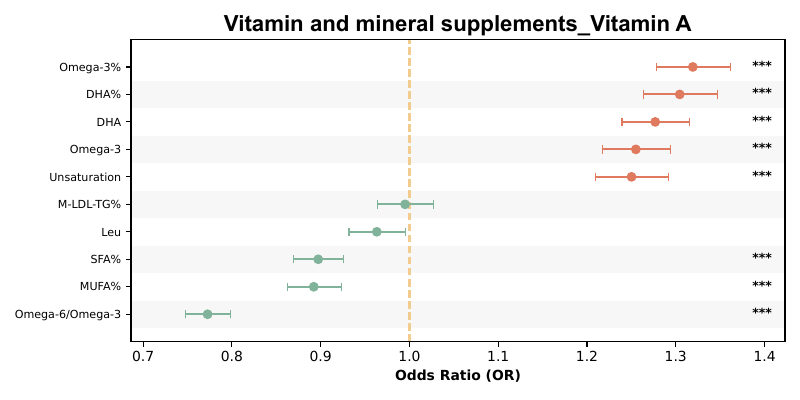 Vitamin and mineral supplements_Vitamin A
Omega-3% ***
DHA% ***
DHA ***
Omega-3 ***
Unsaturation ***
M-LDL-TG%
Leu
SFA% ***
MUFA% ***
Omega-6/Omega-3 ***
0.7 0.8 0.9 1.0 1.1 1.2 1.3 1.4
Odds Ratio (OR)